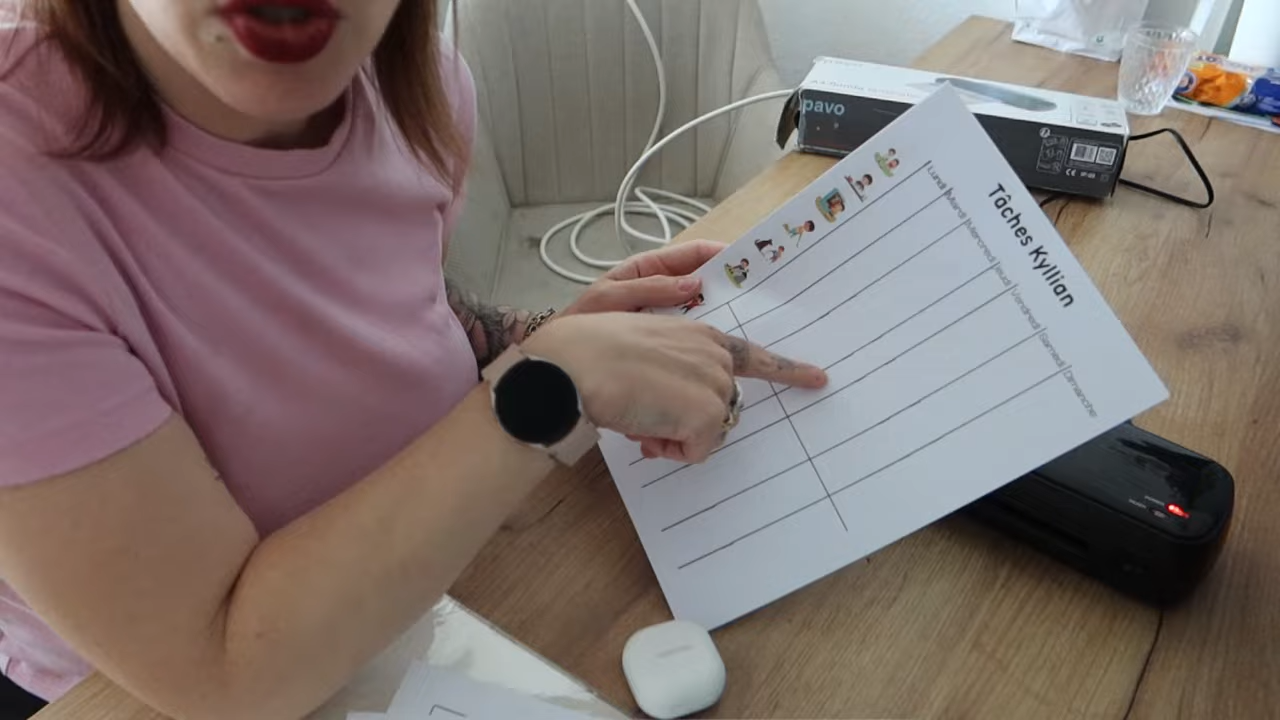 Tâches Kyllian
Lundi
Mardi
Mercredi
Jeudi
Vendredi
Samedi
Dimanche
pavo